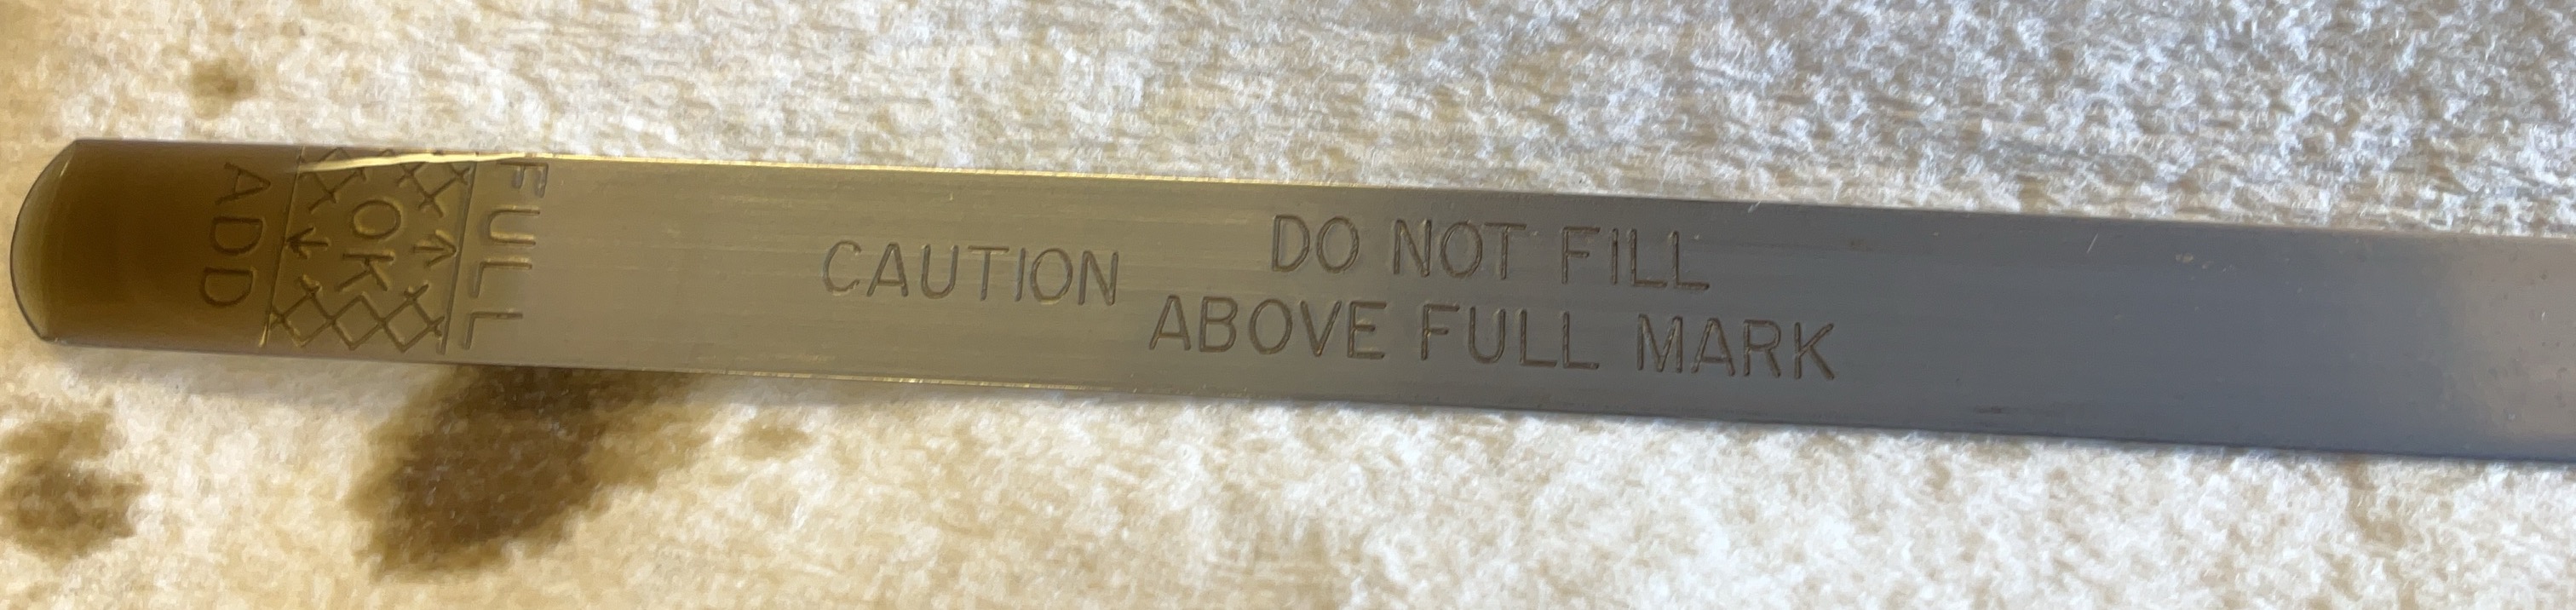 ADD
OK
FULL
CAUTION
DO NOT FILL
ABOVE FULL MARK